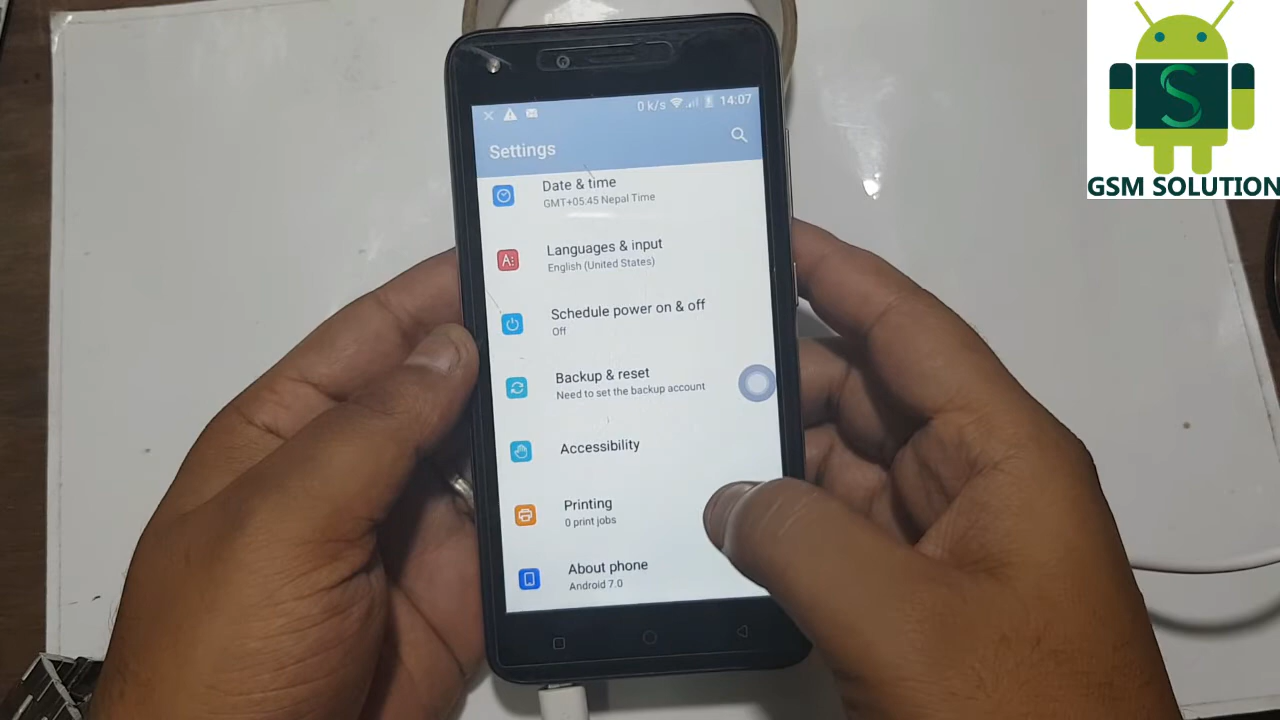 0 k/s 14:07
Settings
Date & time
GMT+05:45 Nepal Time
Languages & input
English (United States)
Schedule power on & off
Off
Backup & reset
Need to set the backup account
Accessibility
Printing
0 print jobs
About phone
Android 7.0
A:
S
GSM SOLUTION